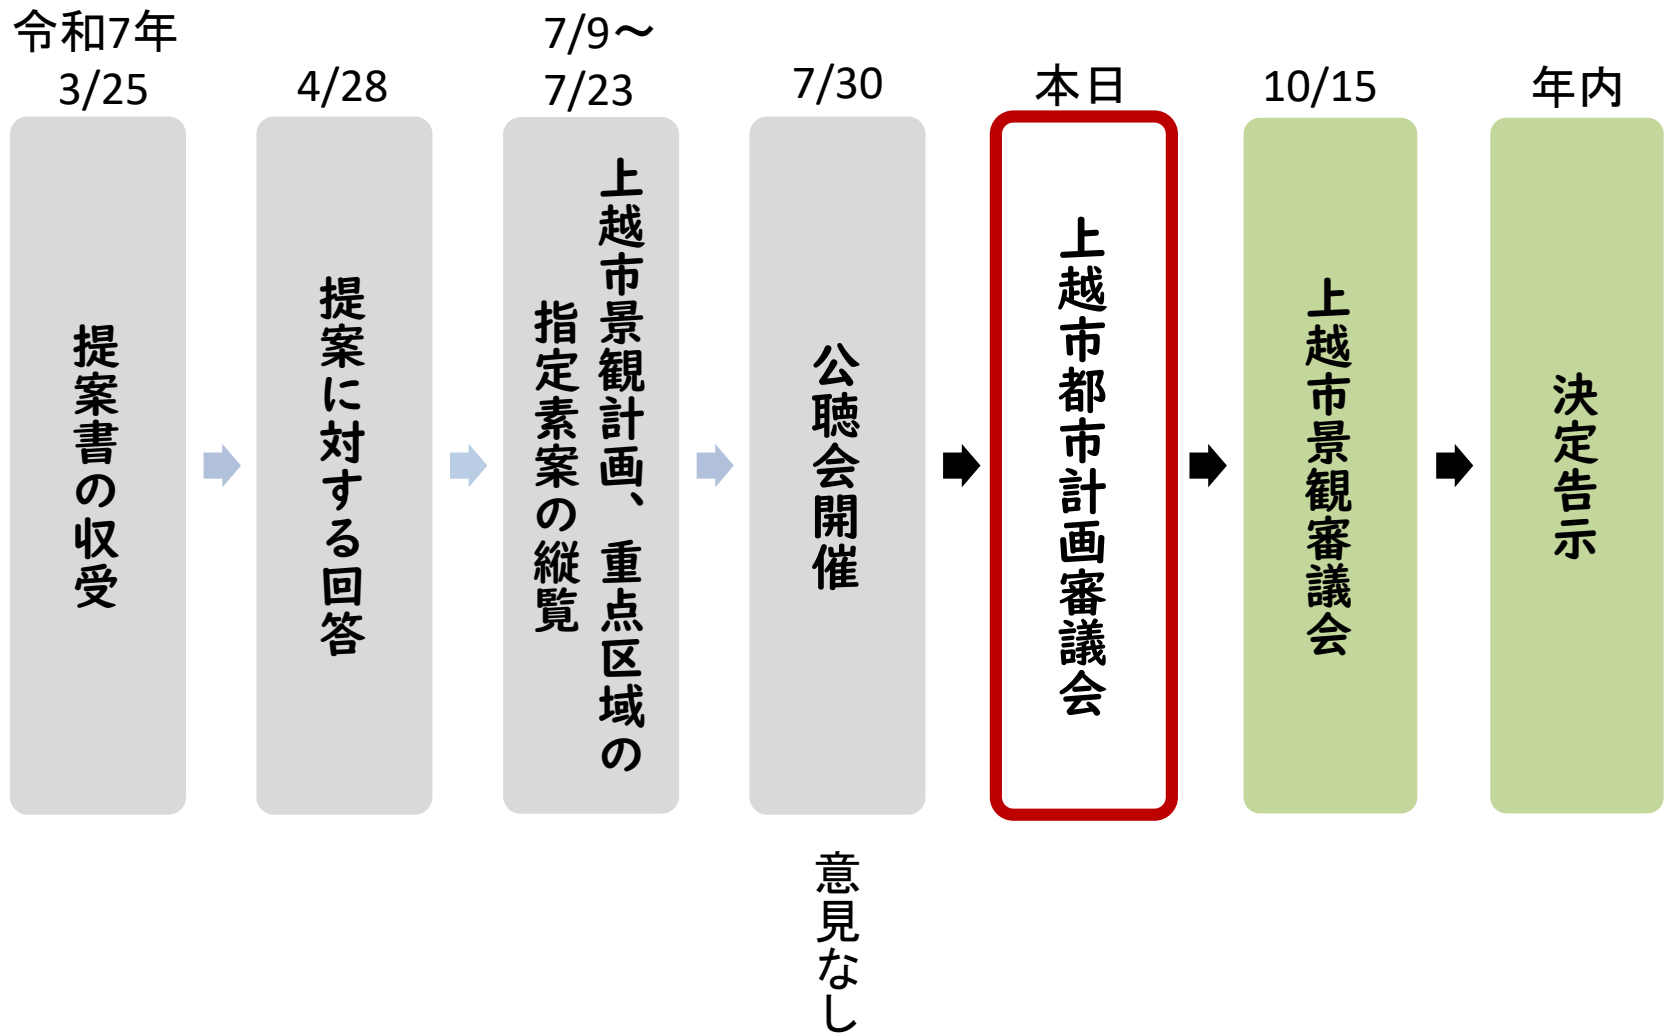 令和7年
3/25
提案書の収受
4/28
提案に対する回答
7/9～
7/23
上越市景観計画、重点区域の
指定素案の縦覧
7/30
公聴会開催
意見なし
本日
上越市都市計画審議会
10/15
上越市景観審議会
年内
決定告示